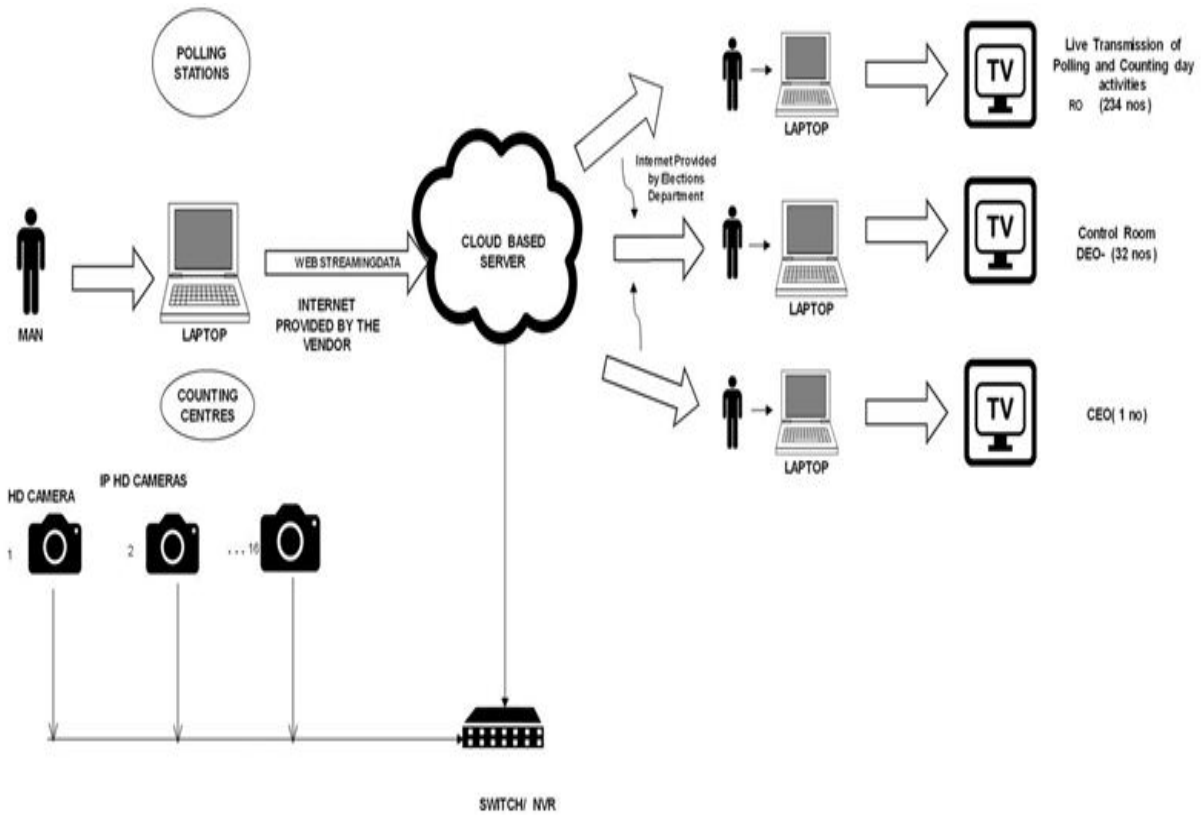 POLLING
STATIONS
MAN
LAPTOP
WEB STREAMINGDATA
INTERNET
PROVIDED BY THE
VENDOR
COUNTING
CENTRES
CLOUD BASED
SERVER
Internet Provided
by Elections
Department
LAPTOP
TV
Live Transmission of
Polling and Counting day
activities
RO (234 nos)
LAPTOP
TV
Control Room
DEO- (32 nos)
LAPTOP
TV
CEO( 1 no)
HD CAMERA
IP HD CAMERAS
1
2
...16
SWITCH/ NVR